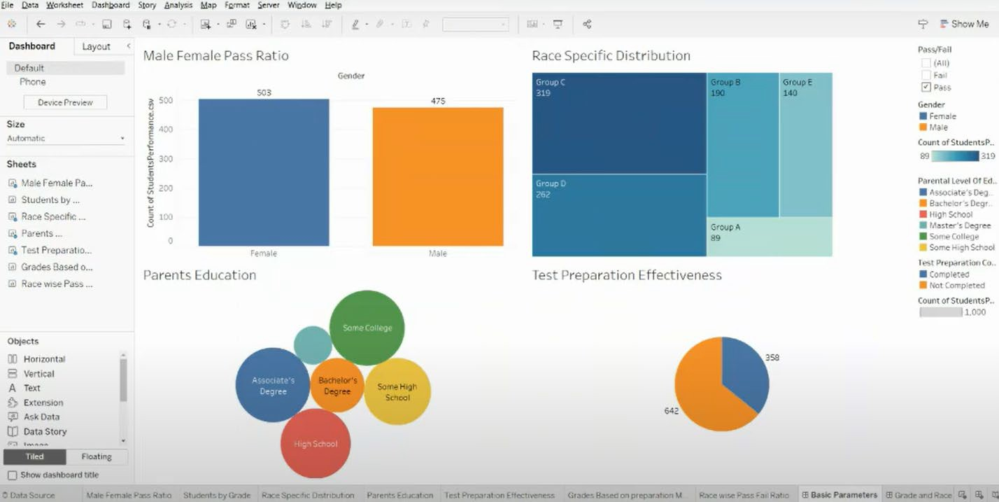 File Data Worksheet Dashboard Story Analysis Map Format Server Window Help
Show Me
Dashboard Layout
Default
Phone
Device Preview
Size
Automatic
Sheets
Male Female Pa...
Students by ...
Race Specific ...
Parents ...
Test Preparatio...
Grades Based o...
Race wise Pass ...
Objects
Horizontal
Vertical
Text
Extension
Ask Data
Data Story
Image
Tiled Floating
Show dashboard title
Male Female Pass Ratio
Gender
Count of StudentsPerformance.csv
500
400
300
200
100
0
503
475
Female Male
Race Specific Distribution
Group C
319
Group D
262
Group B
190
Group E
140
Group A
89
Parents Education
Some College
Associate's
Degree
Bachelor's
Degree
Some High
School
High School
Test Preparation Effectiveness
358
642
Pass/Fail
(All)
Fail
Pass
Gender
Female
Male
Count of StudentsP..
89 319
Parental Level Of Ed..
Associate's Deg..
Bachelor's Degr..
High School
Master's Degree
Some College
Some High School
Test Preparation Co..
Completed
Not Completed
Count of StudentsP..
1,000
Data Source Male Female Pass Ratio Students by Grade Race Specific Distribution Parents Education Test Preparation Effectiveness Grades Based on preparation M... Race wise Pass Fail Ratio Basic Parameters Grade and Race